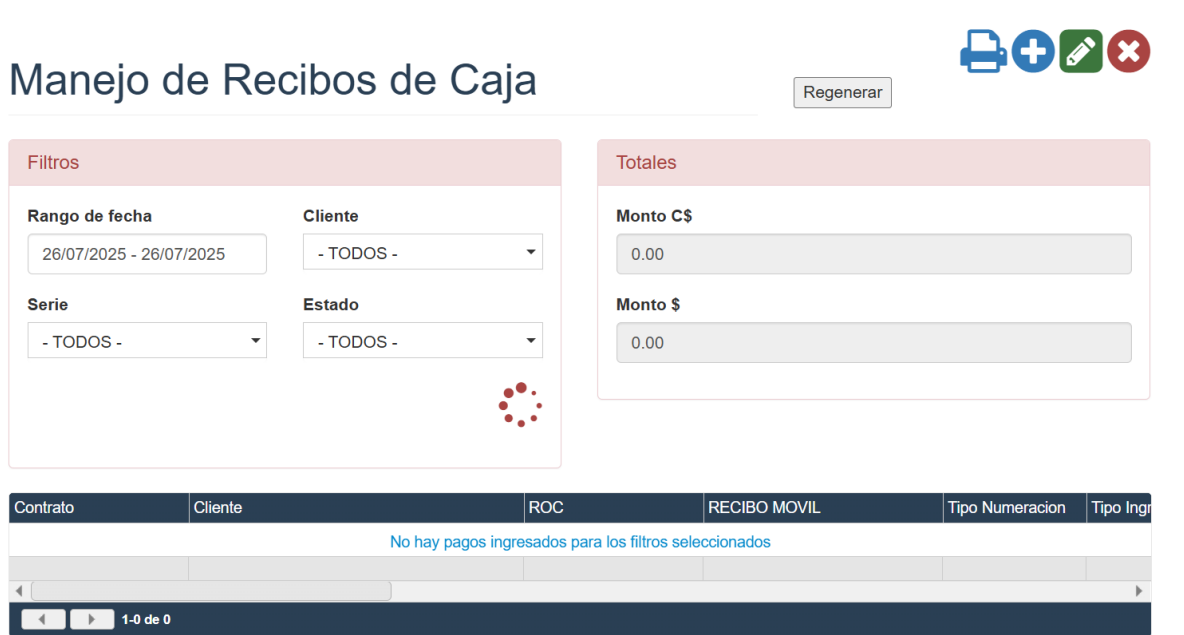 Manejo de Recibos de Caja
Regenerar
Filtros
Rango de fecha
Cliente
26/07/2025 - 26/07/2025
- TODOS -
Serie
Estado
- TODOS -
- TODOS -
Totales
Monto C$
0.00
Monto $
0.00
Contrato Cliente ROC RECIBO MOVIL Tipo Numeracion Tipo Ingr
No hay pagos ingresados para los filtros seleccionados
1-0 de 0